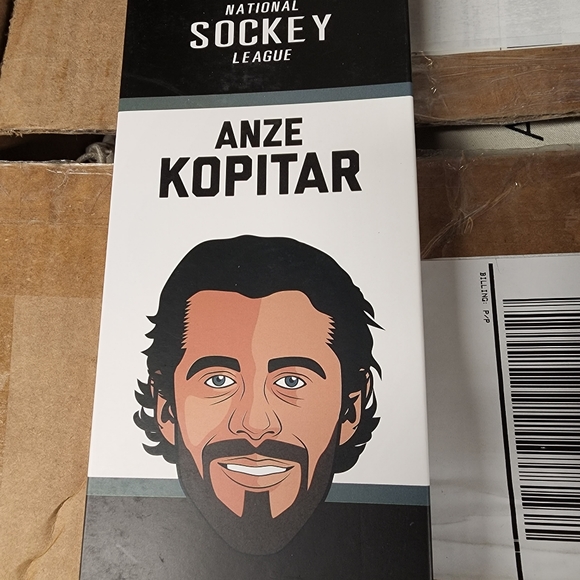 NATIONAL
SOCKEY
LEAGUE
ANZE
KOPITAR
BILLING: P/P
A